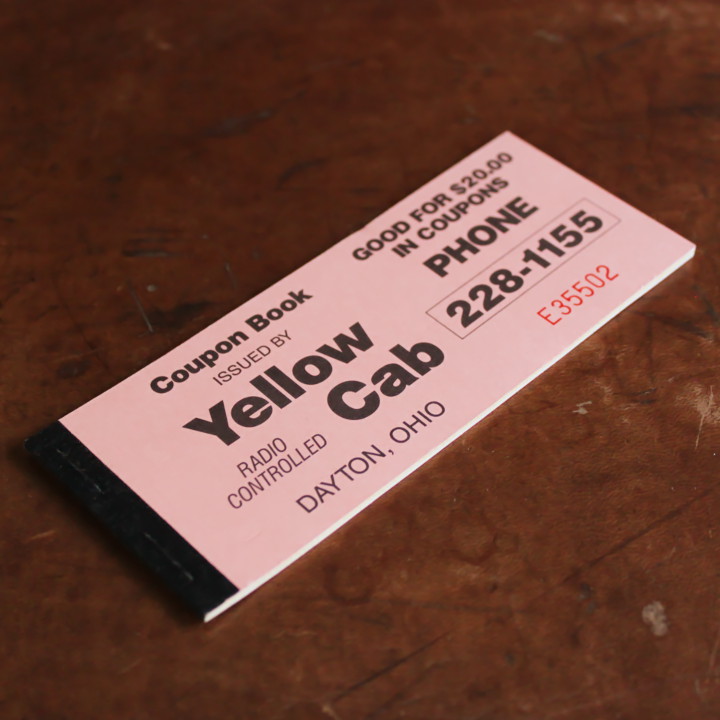 Coupon Book
ISSUED BY
Yellow
Cab
RADIO
CONTROLLED
DAYTON, OHIO
GOOD FOR $20.00
IN COUPONS
PHONE
228-1155
E35502